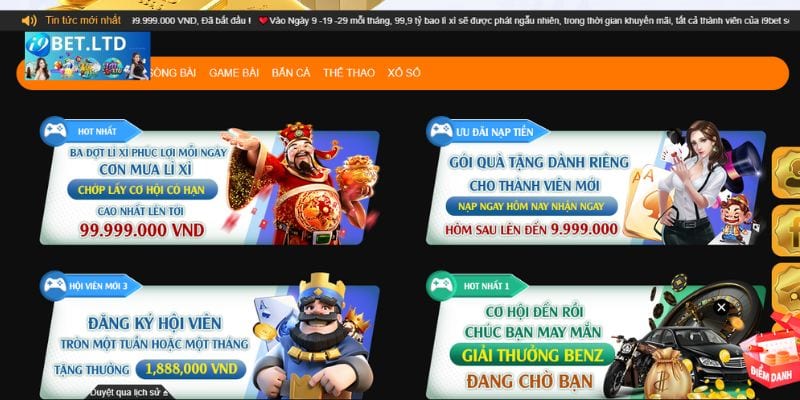 Tin tức mới nhất
99.999.000 VND, Đã bắt đầu ! ❤Vào Ngày 9 -19 -29 mỗi tháng, 99,9 tỷ bao lì xì sẽ được phát ngẫu nhiên, trong thời gian khuyến mãi, tất cả thành viên của i9bet
i9BET.LTD
SÒNG BÀI GAME BÀI BẮN CÁ THỂ THAO XỔ SỐ
HOT NHẤT
BA ĐỢT LÌ XÌ PHÚC LỢI MỖI NGÀY
CƠN MƯA LÌ XÌ
CHỚP LẤY CƠ HỘI CÓ HẠN
CAO NHẤT LÊN TỚI
99.999.000 VND
ƯU ĐÃI NẠP TIỀN
GÓI QUÀ TẶNG DÀNH RIÊNG
CHO THÀNH VIÊN MỚI
NẠP NGAY HÔM NAY NHẬN NGAY
HÔM SAU LÊN ĐẾN 9.999.000
HỘI VIÊN MỚI 3
ĐĂNG KÝ HỘI VIÊN
TRÒN MỘT TUẦN HOẶC MỘT THÁNG
TẶNG THƯỞNG 1,888,000 VND
Duyệt qua lịch sử
HOT NHẤT 1
CƠ HỘI ĐẾN RỒI
CHÚC BẠN MAY MẮN
GIẢI THƯỞNG BENZ
ĐANG CHỜ BẠN
ĐIỂM DANH